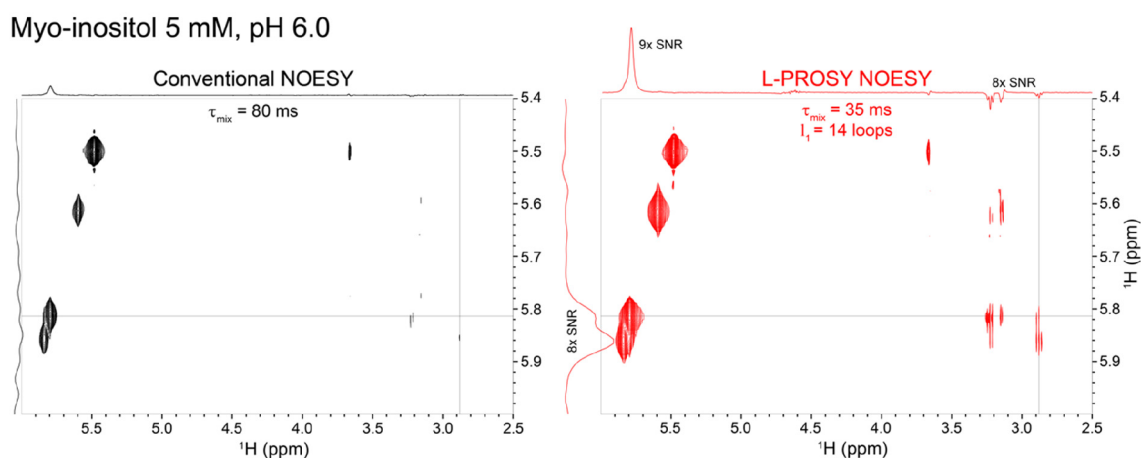 Myo-inositol 5 mM, pH 6.0
Conventional NOESY
τmix = 80 ms
5.4
5.5
5.6
5.7
5.8
5.9
5.5
5.0
4.5
4.0
3.5
3.0
2.5
¹H (ppm)
9x SNR
L-PROSY NOESY
8x SNR
τmix = 35 ms
I₁ = 14 loops
8x SNR
5.4
5.5
5.6
5.7
5.8
5.9
¹H (ppm)
5.5
5.0
4.5
4.0
3.5
3.0
2.5
¹H (ppm)